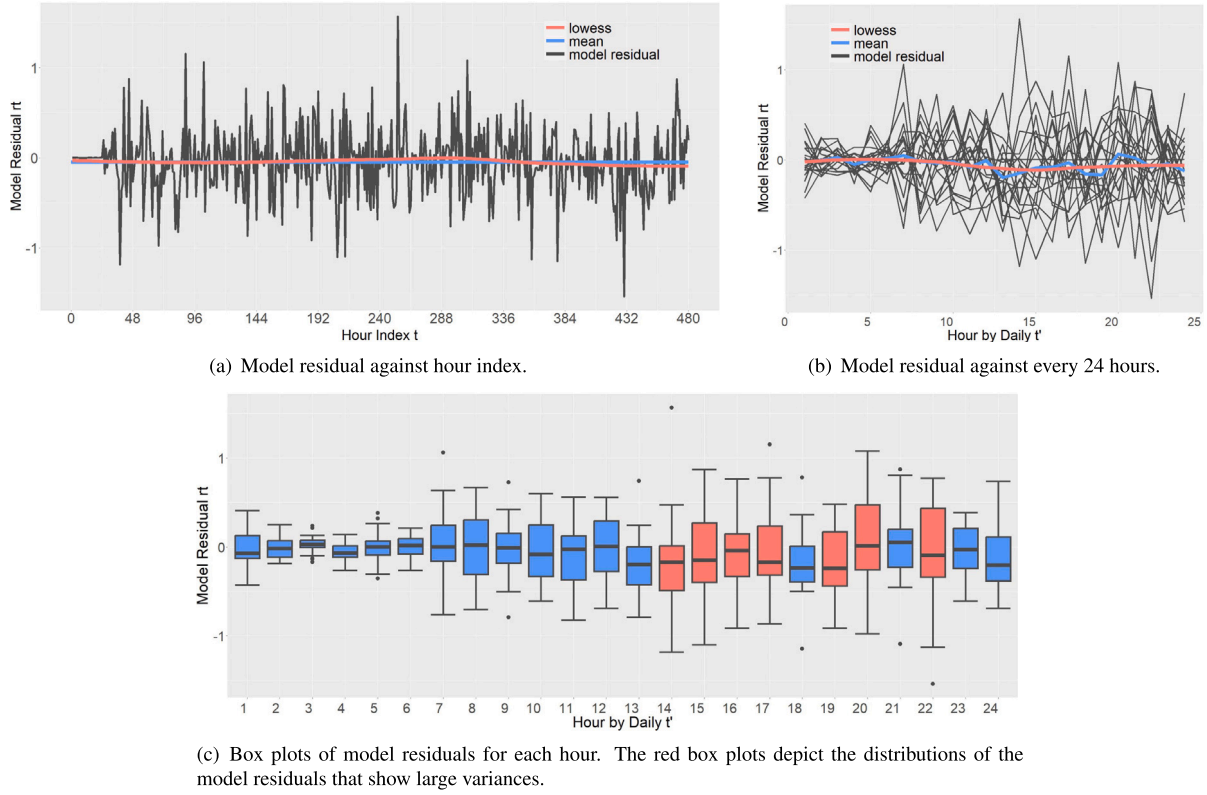 lowess
mean
model residual
1
0
-1
Model Residual rt
0 48 96 144 192 240 288 336 384 432 480
Hour Index t
(a) Model residual against hour index.
lowess
mean
model residual
1
0
-1
Model Residual rt
0 5 10 15 20 25
Hour by Daily t'
(b) Model residual against every 24 hours.
1
0
-1
Model Residual rt
1 2 3 4 5 6 7 8 9 10 11 12 13 14 15 16 17 18 19 20 21 22 23 24
Hour by Daily t'
(c) Box plots of model residuals for each hour. The red box plots depict the distributions of the
model residuals that show large variances.